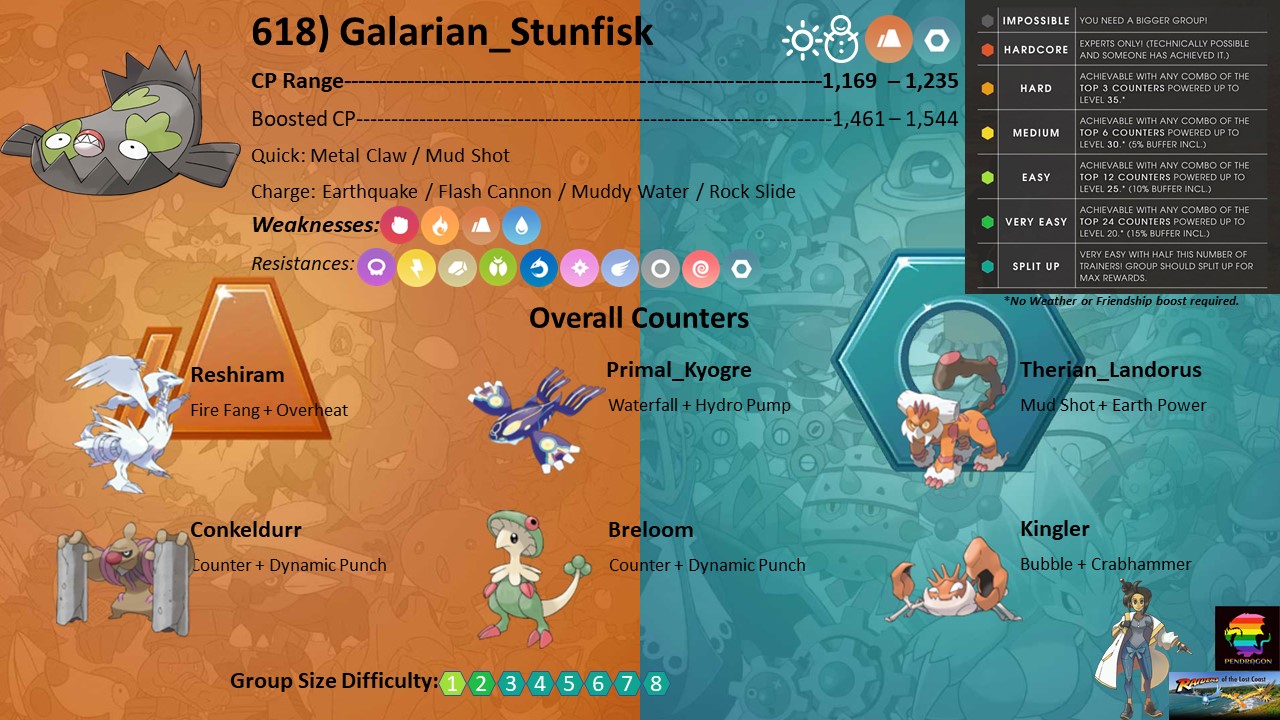 618) Galarian_Stunfisk
CP Range---1,169 – 1,235
Boosted CP---1,461 – 1,544
Quick: Metal Claw / Mud Shot
Charge: Earthquake / Flash Cannon / Muddy Water / Rock Slide
Weaknesses:
Resistances:
IMPOSSIBLE YOU NEED A BIGGER GROUP!
HARDCORE EXPERTS ONLY! (TECHNICALLY POSSIBLE
AND SOMEONE HAS ACHIEVED IT.)
HARD ACHIEVABLE WITH ANY COMBO OF THE
TOP 3 COUNTERS POWERED UP TO
LEVEL 35.*
MEDIUM ACHIEVABLE WITH ANY COMBO OF THE
TOP 6 COUNTERS POWERED UP TO
LEVEL 30.* (5% BUFFER INCL.)
EASY ACHIEVABLE WITH ANY COMBO OF THE
TOP 12 COUNTERS POWERED UP TO
LEVEL 25.* (10% BUFFER INCL.)
VERY EASY ACHIEVABLE WITH ANY COMBO OF THE
TOP 24 COUNTERS POWERED UP TO
LEVEL 20.* (15% BUFFER INCL.)
SPLIT UP VERY EASY WITH HALF THIS NUMBER OF
TRAINERS! GROUP SHOULD SPLIT UP FOR
MAX REWARDS.
*No Weather or Friendship boost required.
Overall Counters
Reshiram
Fire Fang + Overheat
Primal_Kyogre
Waterfall + Hydro Pump
Therian_Landorus
Mud Shot + Earth Power
Conkeldurr
Counter + Dynamic Punch
Breloom
Counter + Dynamic Punch
Kingler
Bubble + Crabhammer
Group Size Difficulty: 1 2 3 4 5 6 7 8
PENDRAGON
RAIDERS of the Lost Coast